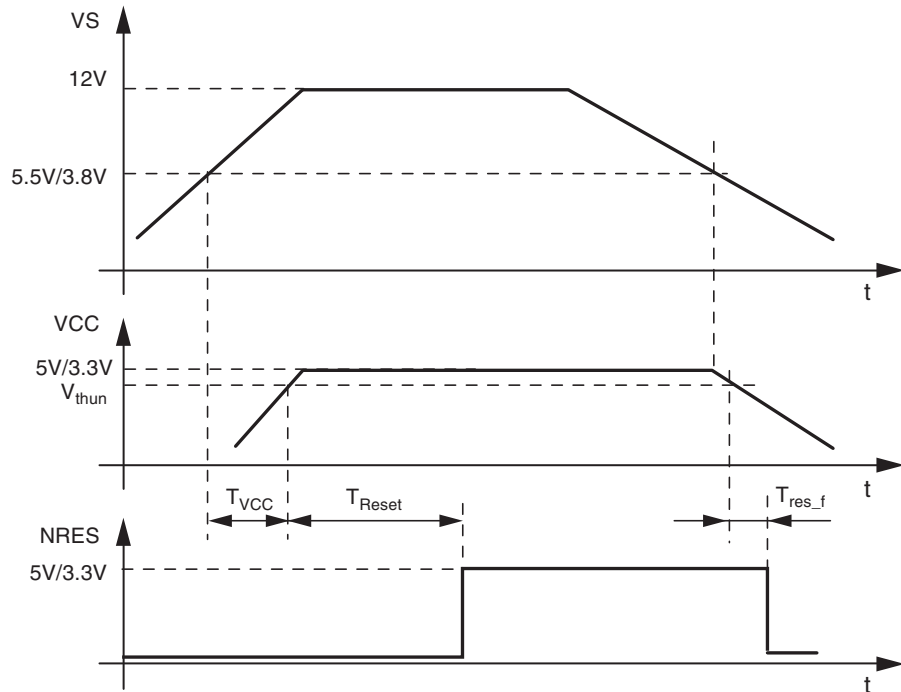 VS
12V
5.5V/3.8V
t
VCC
5V/3.3V
Vthun
t
TVCC
TReset
Tres_f
NRES
5V/3.3V
t